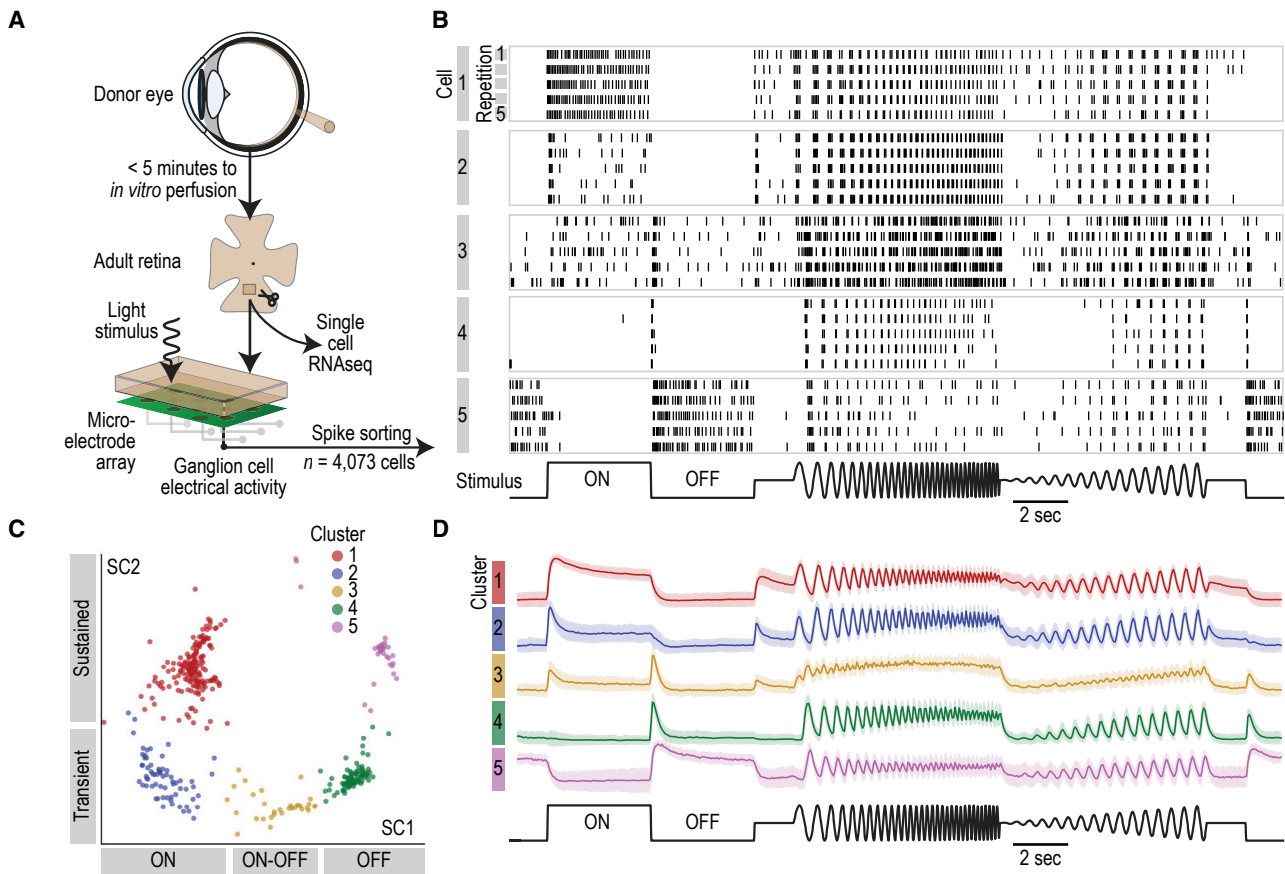 A
Donor eye
< 5 minutes to
in vitro perfusion
Adult retina
Light
stimulus
Single
cell
RNAseq
Micro-
electrode
array
Ganglion cell
electrical activity
Spike sorting
n = 4,073 cells
B
Cell
Repetition
1
5
1
2
3
4
5
Stimulus
ON
OFF
2 sec
C
SC2
Cluster
1
2
3
4
5
Sustained
Transient
SC1
ON
ON-OFF
OFF
D
Cluster
1
2
3
4
5
ON
OFF
2 sec